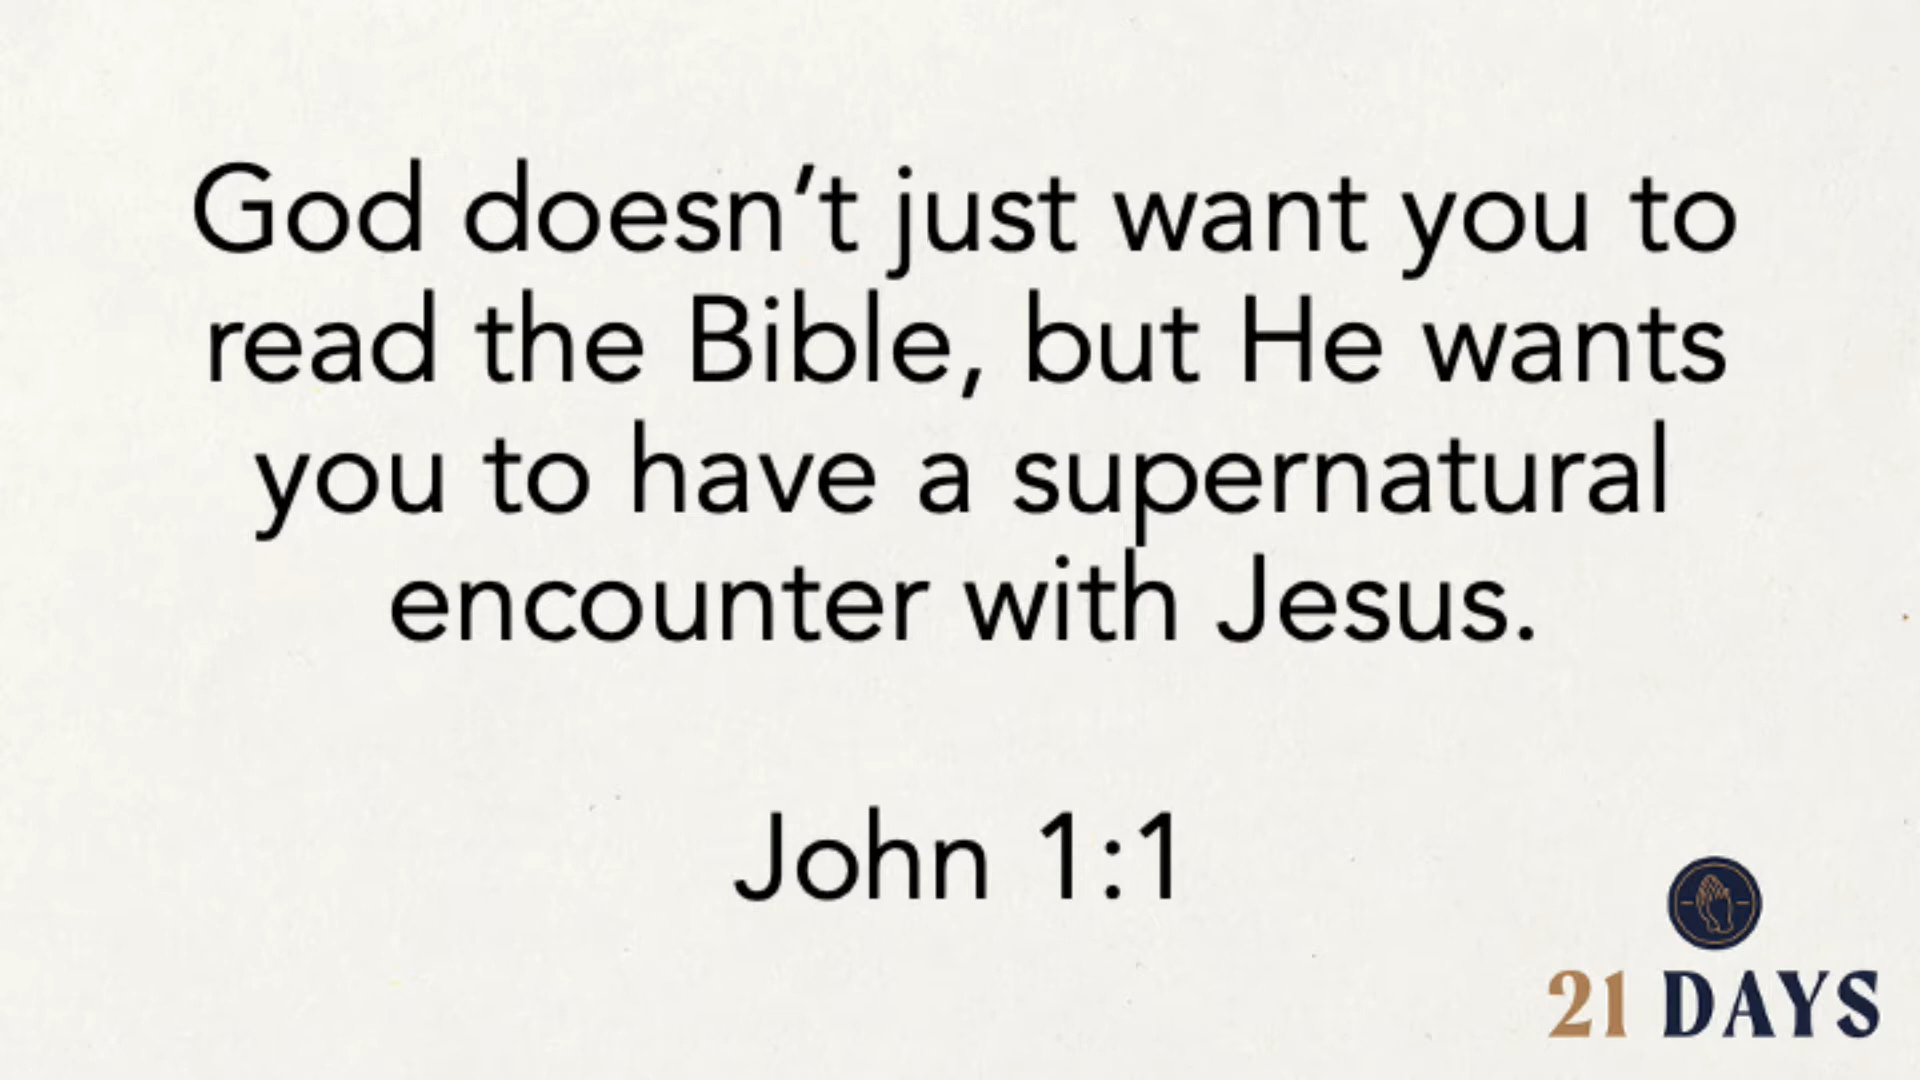 God doesn’t just want you to
read the Bible, but He wants
you to have a supernatural
encounter with Jesus.
John 1:1
21 DAYS